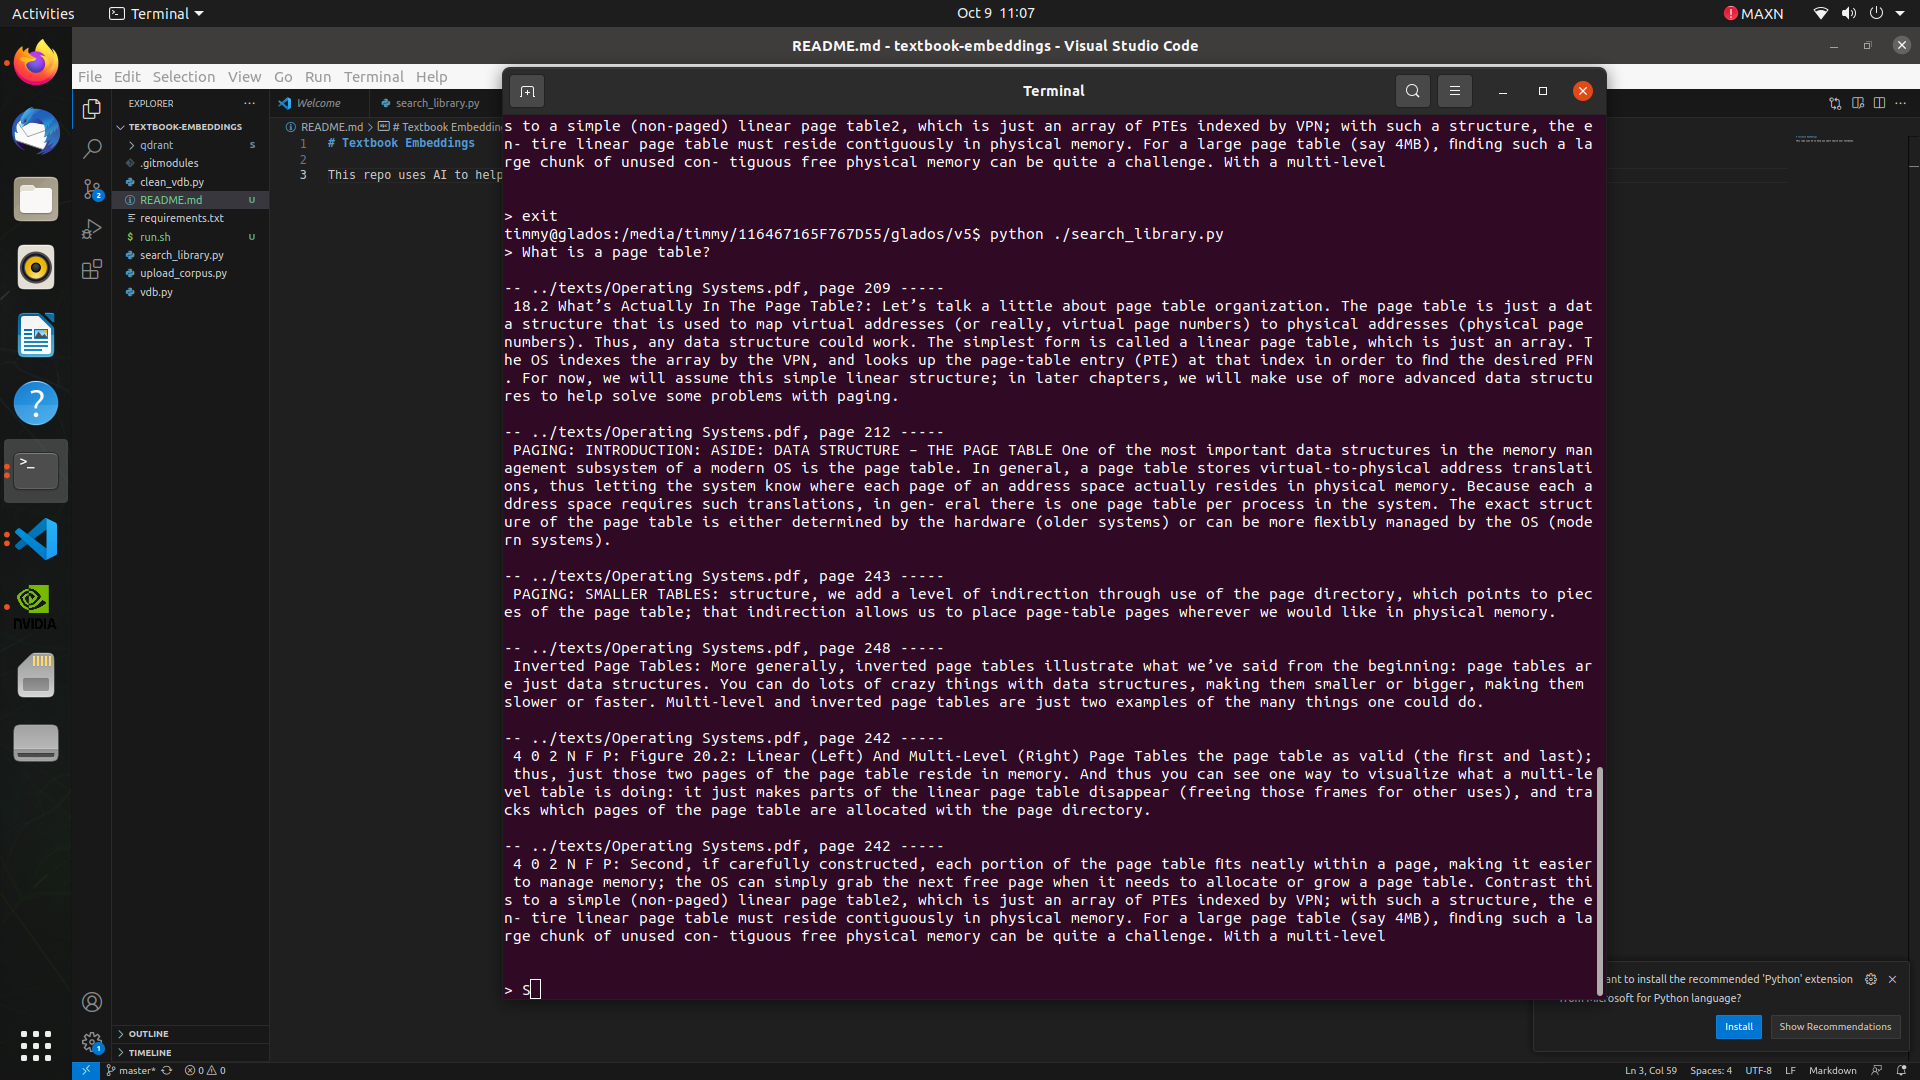 Activities
Terminal
Oct 9 11:07
MAXN
README.md - textbook-embeddings - Visual Studio Code
File Edit Selection View Go Run Terminal Help
EXPLORER
TEXTBOOK-EMBEDDINGS
qdrant S
.gitmodules
clean_vdb.py
README.md U
requirements.txt
run.sh U
search_library.py
upload_corpus.py
vdb.py
OUTLINE
TIMELINE
2
1
NVIDIA
Welcome
search_library.py
README.md > # Textbook Embedding
1 # Textbook Embeddings
2
3 This repo uses AI to help
Terminal
s to a simple (non-paged) linear page table2, which is just an array of PTEs indexed by VPN; with such a structure, the e
n- tire linear page table must reside contiguously in physical memory. For a large page table (say 4MB), finding such a la
rge chunk of unused con- tiguous free physical memory can be quite a challenge. With a multi-level
> exit
timmy@glados:/media/timmy/116467165F767D55/glados/v5$ python ./search_library.py
> What is a page table?
-- ../texts/Operating Systems.pdf, page 209 -----
18.2 What’s Actually In The Page Table?: Let’s talk a little about page table organization. The page table is just a dat
a structure that is used to map virtual addresses (or really, virtual page numbers) to physical addresses (physical page
numbers). Thus, any data structure could work. The simplest form is called a linear page table, which is just an array. T
he OS indexes the array by the VPN, and looks up the page-table entry (PTE) at that index in order to find the desired PFN
. For now, we will assume this simple linear structure; in later chapters, we will make use of more advanced data structu
res to help solve some problems with paging.
-- ../texts/Operating Systems.pdf, page 212 -----
PAGING: INTRODUCTION: ASIDE: DATA STRUCTURE – THE PAGE TABLE One of the most important data structures in the memory man
agement subsystem of a modern OS is the page table. In general, a page table stores virtual-to-physical address translati
ons, thus letting the system know where each page of an address space actually resides in physical memory. Because each a
ddress space requires such translations, in gen- eral there is one page table per process in the system. The exact struct
ure of the page table is either determined by the hardware (older systems) or can be more flexibly managed by the OS (mode
rn systems).
-- ../texts/Operating Systems.pdf, page 243 -----
PAGING: SMALLER TABLES: structure, we add a level of indirection through use of the page directory, which points to piec
es of the page table; that indirection allows us to place page-table pages wherever we would like in physical memory.
-- ../texts/Operating Systems.pdf, page 248 -----
Inverted Page Tables: More generally, inverted page tables illustrate what we’ve said from the beginning: page tables ar
e just data structures. You can do lots of crazy things with data structures, making them smaller or bigger, making them
slower or faster. Multi-level and inverted page tables are just two examples of the many things one could do.
-- ../texts/Operating Systems.pdf, page 242 -----
4 0 2 N F P: Figure 20.2: Linear (Left) And Multi-Level (Right) Page Tables the page table as valid (the first and last);
thus, just those two pages of the page table reside in memory. And thus you can see one way to visualize what a multi-le
vel table is doing: it just makes parts of the linear page table disappear (freeing those frames for other uses), and tra
cks which pages of the page table are allocated with the page directory.
-- ../texts/Operating Systems.pdf, page 242 -----
4 0 2 N F P: Second, if carefully constructed, each portion of the page table fits neatly within a page, making it easier
to manage memory; the OS can simply grab the next free page when it needs to allocate or grow a page table. Contrast thi
s to a simple (non-paged) linear page table2, which is just an array of PTEs indexed by VPN; with such a structure, the e
n- tire linear page table must reside contiguously in physical memory. For a large page table (say 4MB), finding such a la
rge chunk of unused con- tiguous free physical memory can be quite a challenge. With a multi-level
> S
ant to install the recommended 'Python' extension
from Microsoft for Python language?
Install
Show Recommendations
master* 0 0
Ln 3, Col 59 Spaces: 4 UTF-8 LF Markdown